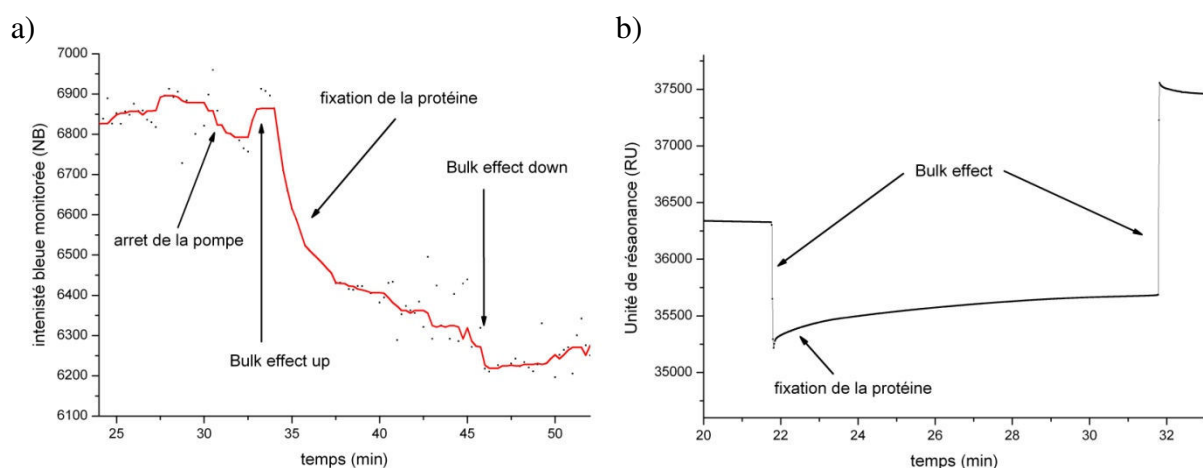 a)
7000
6900
6800
6700
6600
6500
6400
6300
6200
6100
intenisté bleue monitorée (NB)
fixation de la protéine
Bulk effect down
arret de la pompe
Bulk effect up
25 30 35 40 45 50
temps (min)
b)
37500
37000
36500
36000
35500
35000
Unité de résaonance (RU)
Bulk effect
fixation de la protéine
20 22 24 26 28 30 32
temps (min)